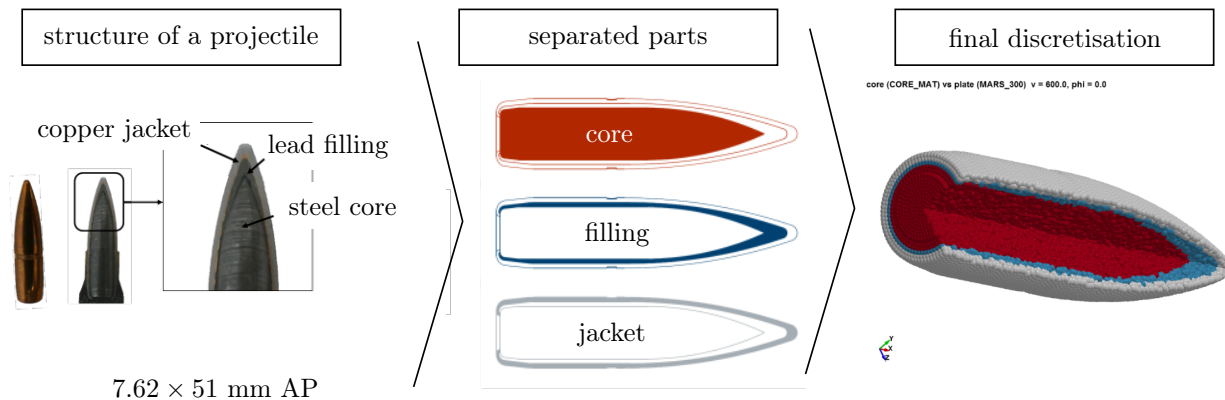 structure of a projectile
separated parts
final discretisation
copper jacket
lead filling
steel core
7.62 × 51 mm AP
core
filling
jacket
core (CORE_MAT) vs plate (MARS_300) v = 600.0, phi = 0.0
Y
X
Z